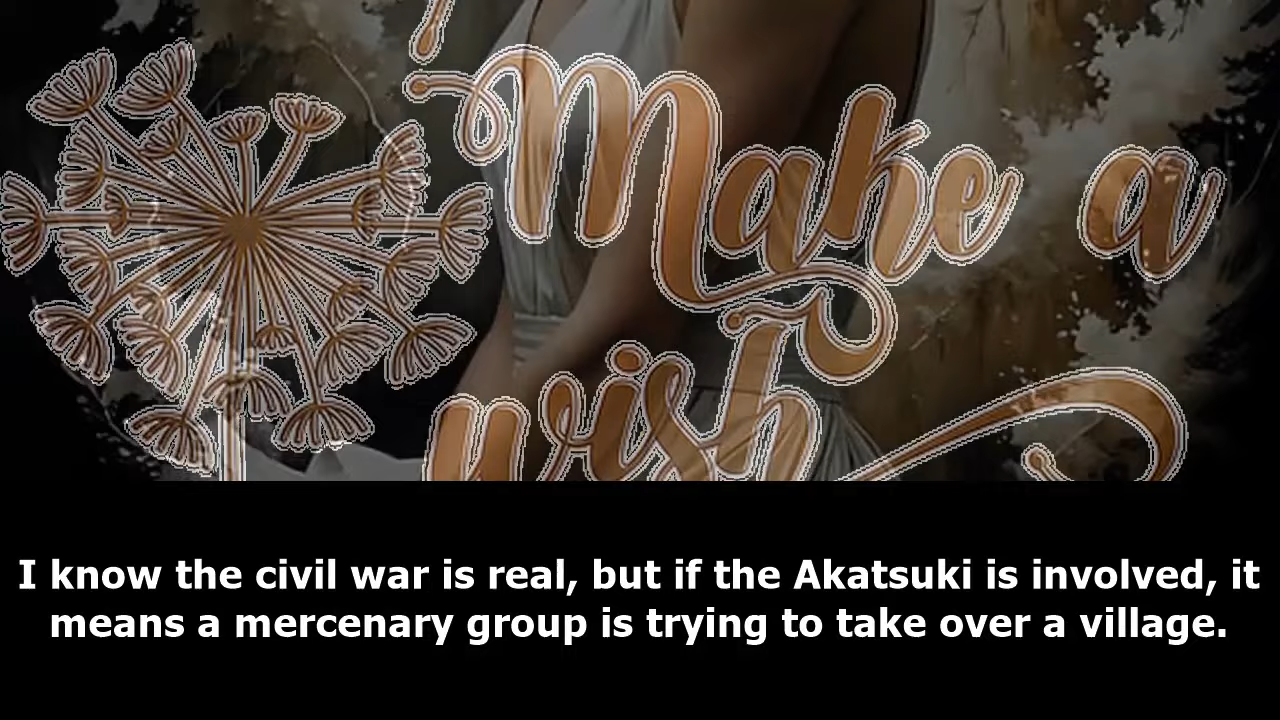 Make a
wish
I know the civil war is real, but if the Akatsuki is involved, it
means a mercenary group is trying to take over a village.